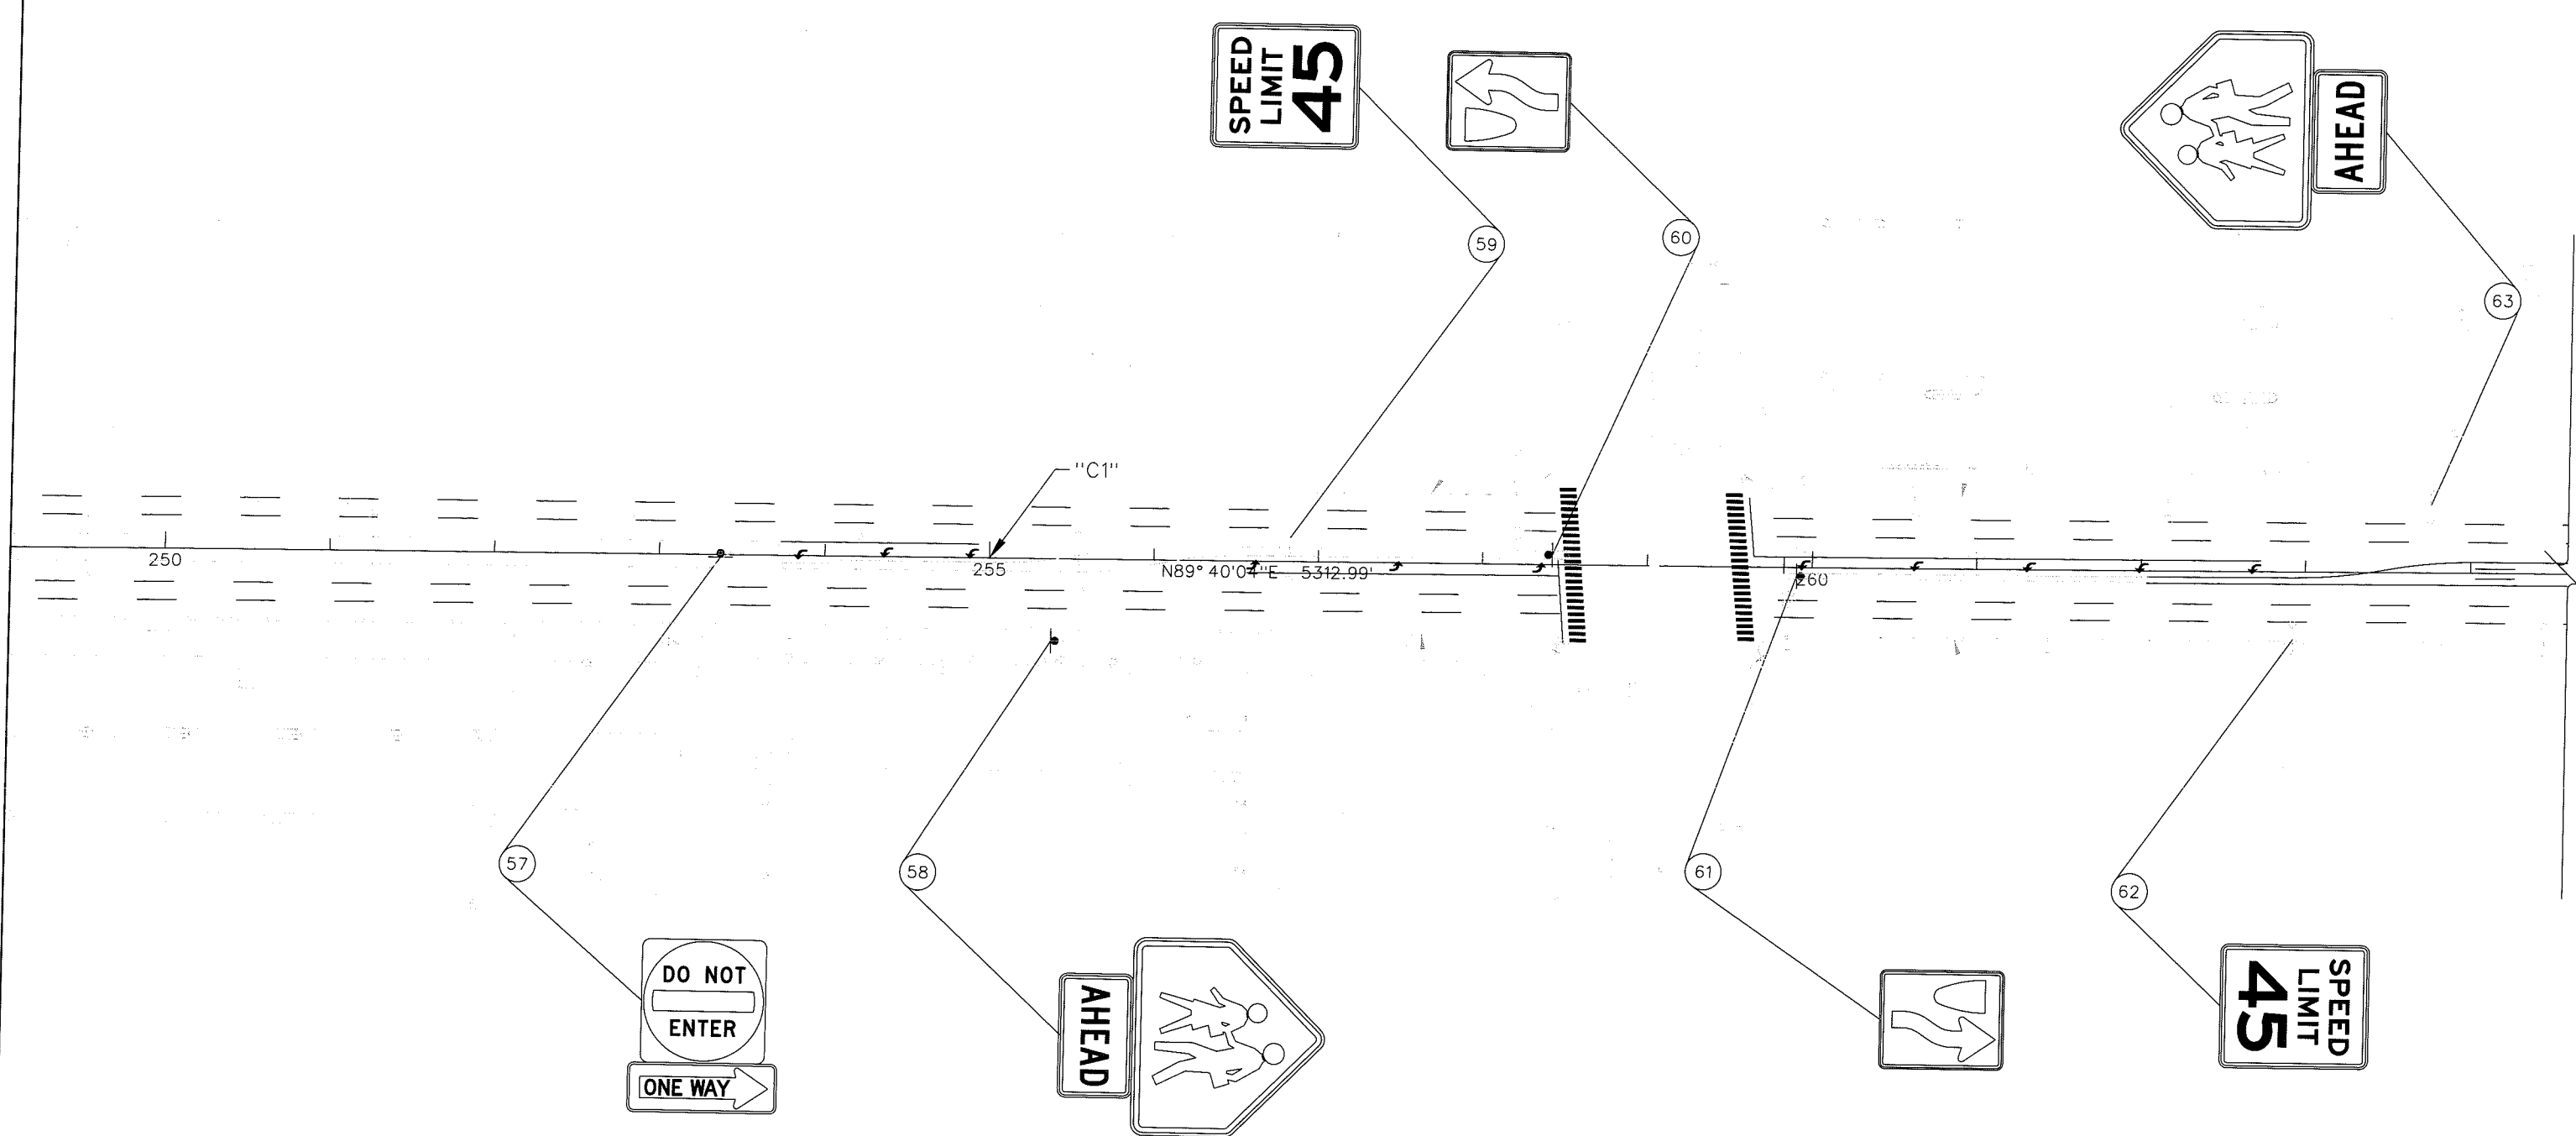 SPEED
LIMIT
45
AHEAD
59
60
63
"C1"
250
255
N89° 40'04"E 5312.99'
260
57
58
61
62
DO NOT
ENTER
ONE WAY
AHEAD
SPEED
LIMIT
45